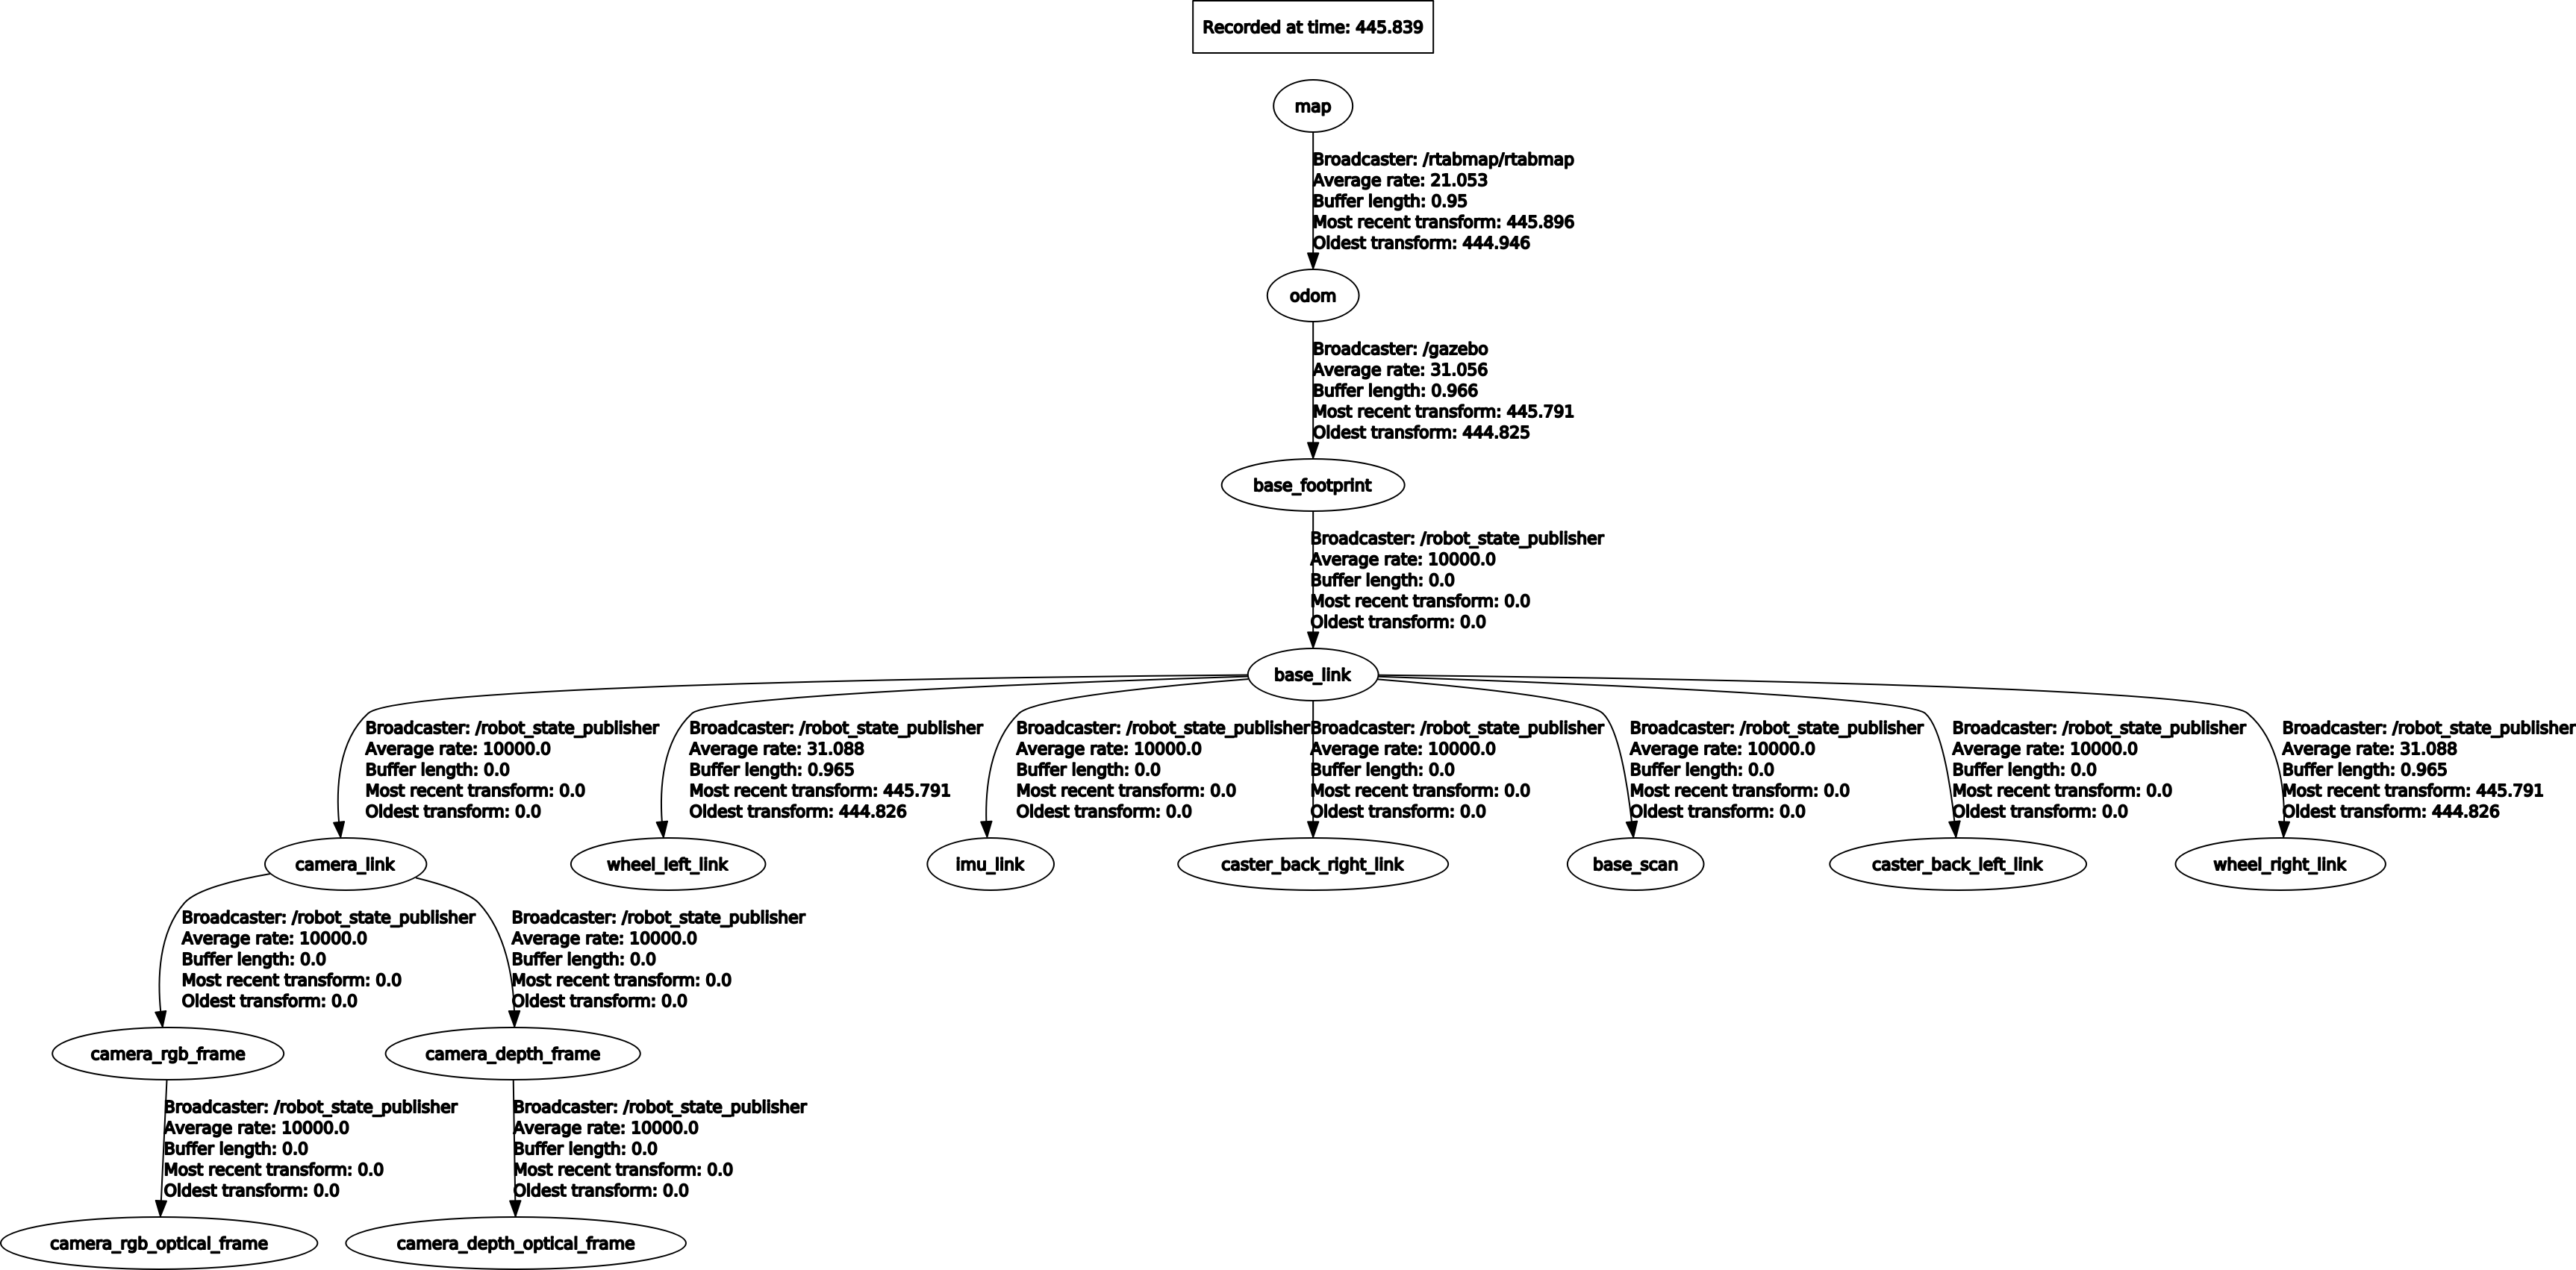 Recorded at time: 445.839
map
Broadcaster: /rtabmap/rtabmap
Average rate: 21.053
Buffer length: 0.95
Most recent transform: 445.896
Oldest transform: 444.946
odom
Broadcaster: /gazebo
Average rate: 31.056
Buffer length: 0.966
Most recent transform: 445.791
Oldest transform: 444.825
base_footprint
Broadcaster: /robot_state_publisher
Average rate: 10000.0
Buffer length: 0.0
Most recent transform: 0.0
Oldest transform: 0.0
base_link
Broadcaster: /robot_state_publisher
Average rate: 10000.0
Buffer length: 0.0
Most recent transform: 0.0
Oldest transform: 0.0
Broadcaster: /robot_state_publisher
Average rate: 31.088
Buffer length: 0.965
Most recent transform: 445.791
Oldest transform: 444.826
Broadcaster: /robot_state_publisher
Average rate: 10000.0
Buffer length: 0.0
Most recent transform: 0.0
Oldest transform: 0.0
Broadcaster: /robot_state_publisher
Average rate: 10000.0
Buffer length: 0.0
Most recent transform: 0.0
Oldest transform: 0.0
Broadcaster: /robot_state_publisher
Average rate: 10000.0
Buffer length: 0.0
Most recent transform: 0.0
Oldest transform: 0.0
Broadcaster: /robot_state_publisher
Average rate: 10000.0
Buffer length: 0.0
Most recent transform: 0.0
Oldest transform: 0.0
Broadcaster: /robot_state_publisher
Average rate: 31.088
Buffer length: 0.965
Most recent transform: 445.791
Oldest transform: 444.826
camera_link
wheel_left_link
imu_link
caster_back_right_link
base_scan
caster_back_left_link
wheel_right_link
Broadcaster: /robot_state_publisher
Average rate: 10000.0
Buffer length: 0.0
Most recent transform: 0.0
Oldest transform: 0.0
Broadcaster: /robot_state_publisher
Average rate: 10000.0
Buffer length: 0.0
Most recent transform: 0.0
Oldest transform: 0.0
camera_rgb_frame
camera_depth_frame
Broadcaster: /robot_state_publisher
Average rate: 10000.0
Buffer length: 0.0
Most recent transform: 0.0
Oldest transform: 0.0
Broadcaster: /robot_state_publisher
Average rate: 10000.0
Buffer length: 0.0
Most recent transform: 0.0
Oldest transform: 0.0
camera_rgb_optical_frame
camera_depth_optical_frame